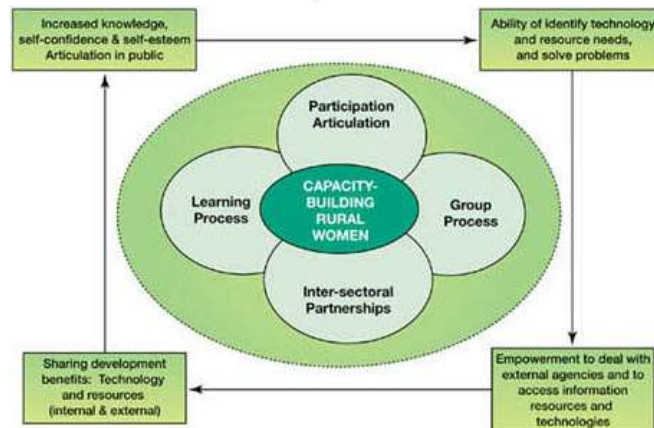 Increased knowledge,
self-confidence & self-esteem
Articulation in public
Ability of identify technology
and resource needs,
and solve problems
Participation
Articulation
Learning
Process
CAPACITY-
BUILDING
RURAL
WOMEN
Group
Process
Inter-sectoral
Partnerships
Sharing development
benefits: Technology
and resources
(internal & external)
Empowerment to deal with
external agencies and to
access information
resources and
technologies